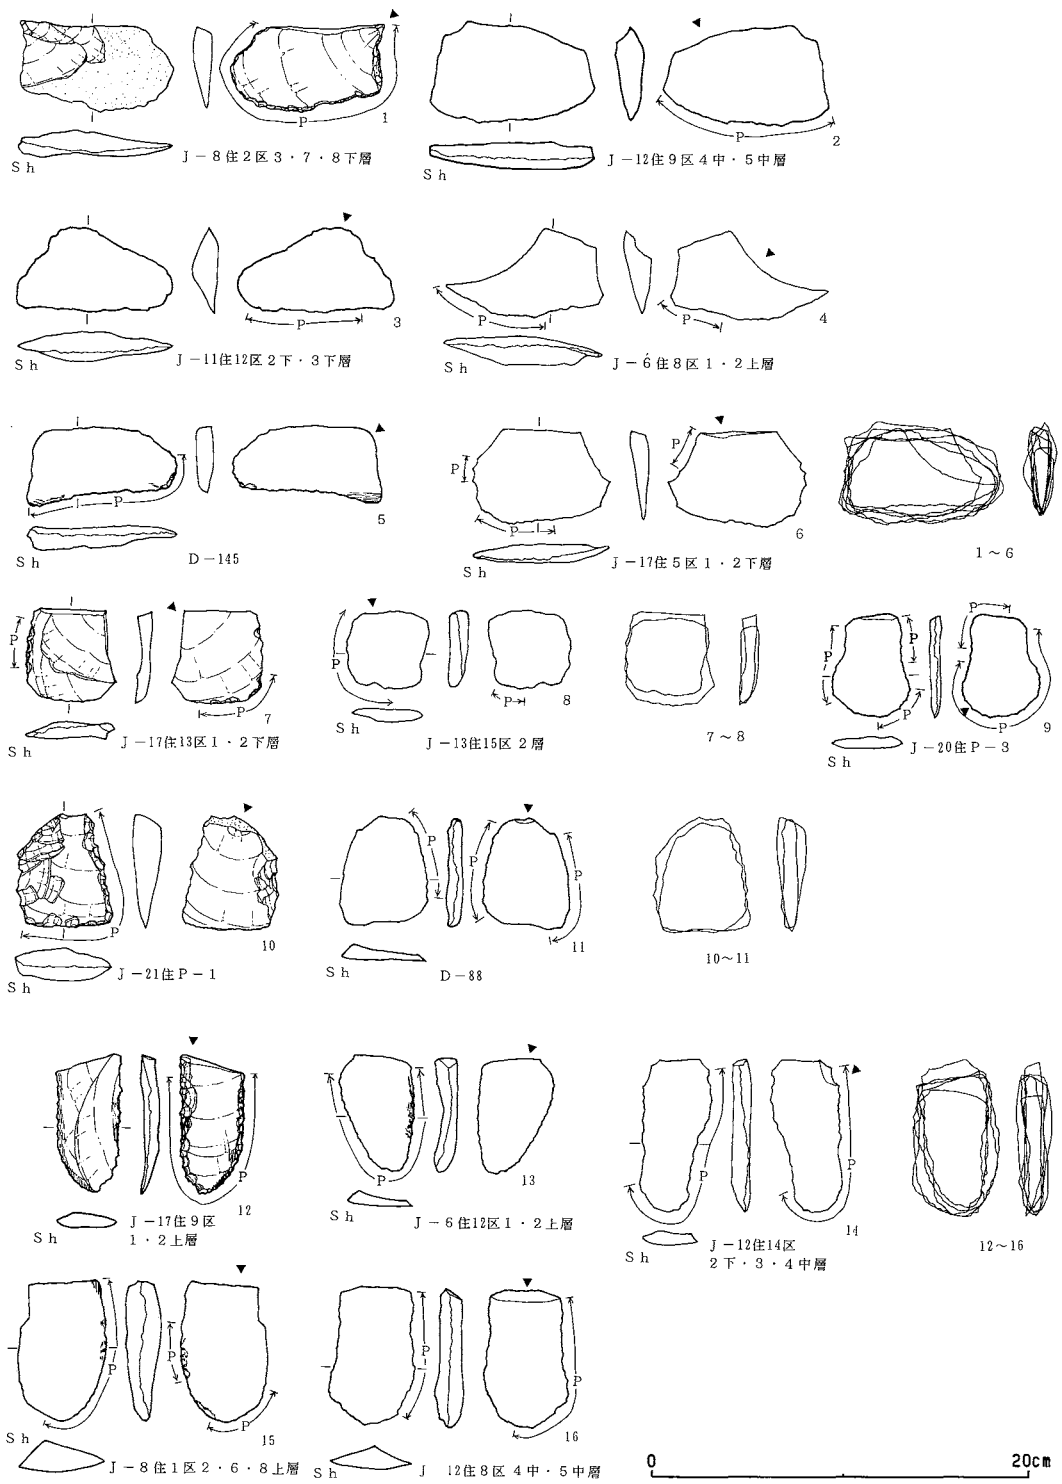 P
1
Sh
J-8住2区3・7・8下層
P
2
Sh
J-12住9区4中・5中層
P
3
Sh
J-11住12区2下・3下層
P
P
4
Sh
J-6住8区1・2上層
P
5
Sh
D-145
P
P
P
6
Sh
J-17住5区1・2下層
1～6
P
P
7
Sh
J-17住13区1・2下層
P
P
8
Sh
J-13住15区2層
7～8
P
P
P
P
P
9
Sh
J-20住P-3
P
10
Sh
J-21住P-1
P
P
P
11
Sh
D-88
10～11
P
12
Sh
J-17住9区
1・2上層
P
13
Sh
J-6住12区1・2上層
P
P
14
Sh
J-12住14区
2下・3・4中層
12～16
P
P
P
15
Sh
J-8住1区2・6・8上層
P
P
16
Sh
J 12住8区4中・5中層
0 20cm